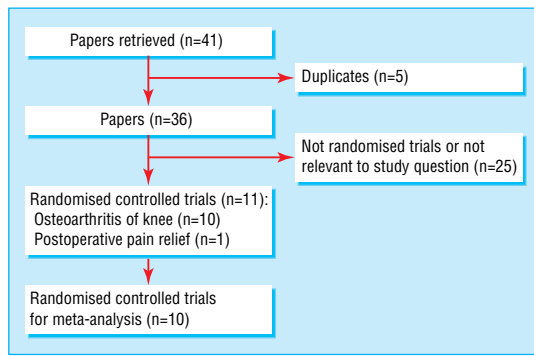 Papers retrieved (n=41)
Duplicates (n=5)
Papers (n=36)
Not randomised trials or not
relevant to study question (n=25)
Randomised controlled trials (n=11):
Osteoarthritis of knee (n=10)
Postoperative pain relief (n=1)
Randomised controlled trials
for meta-analysis (n=10)